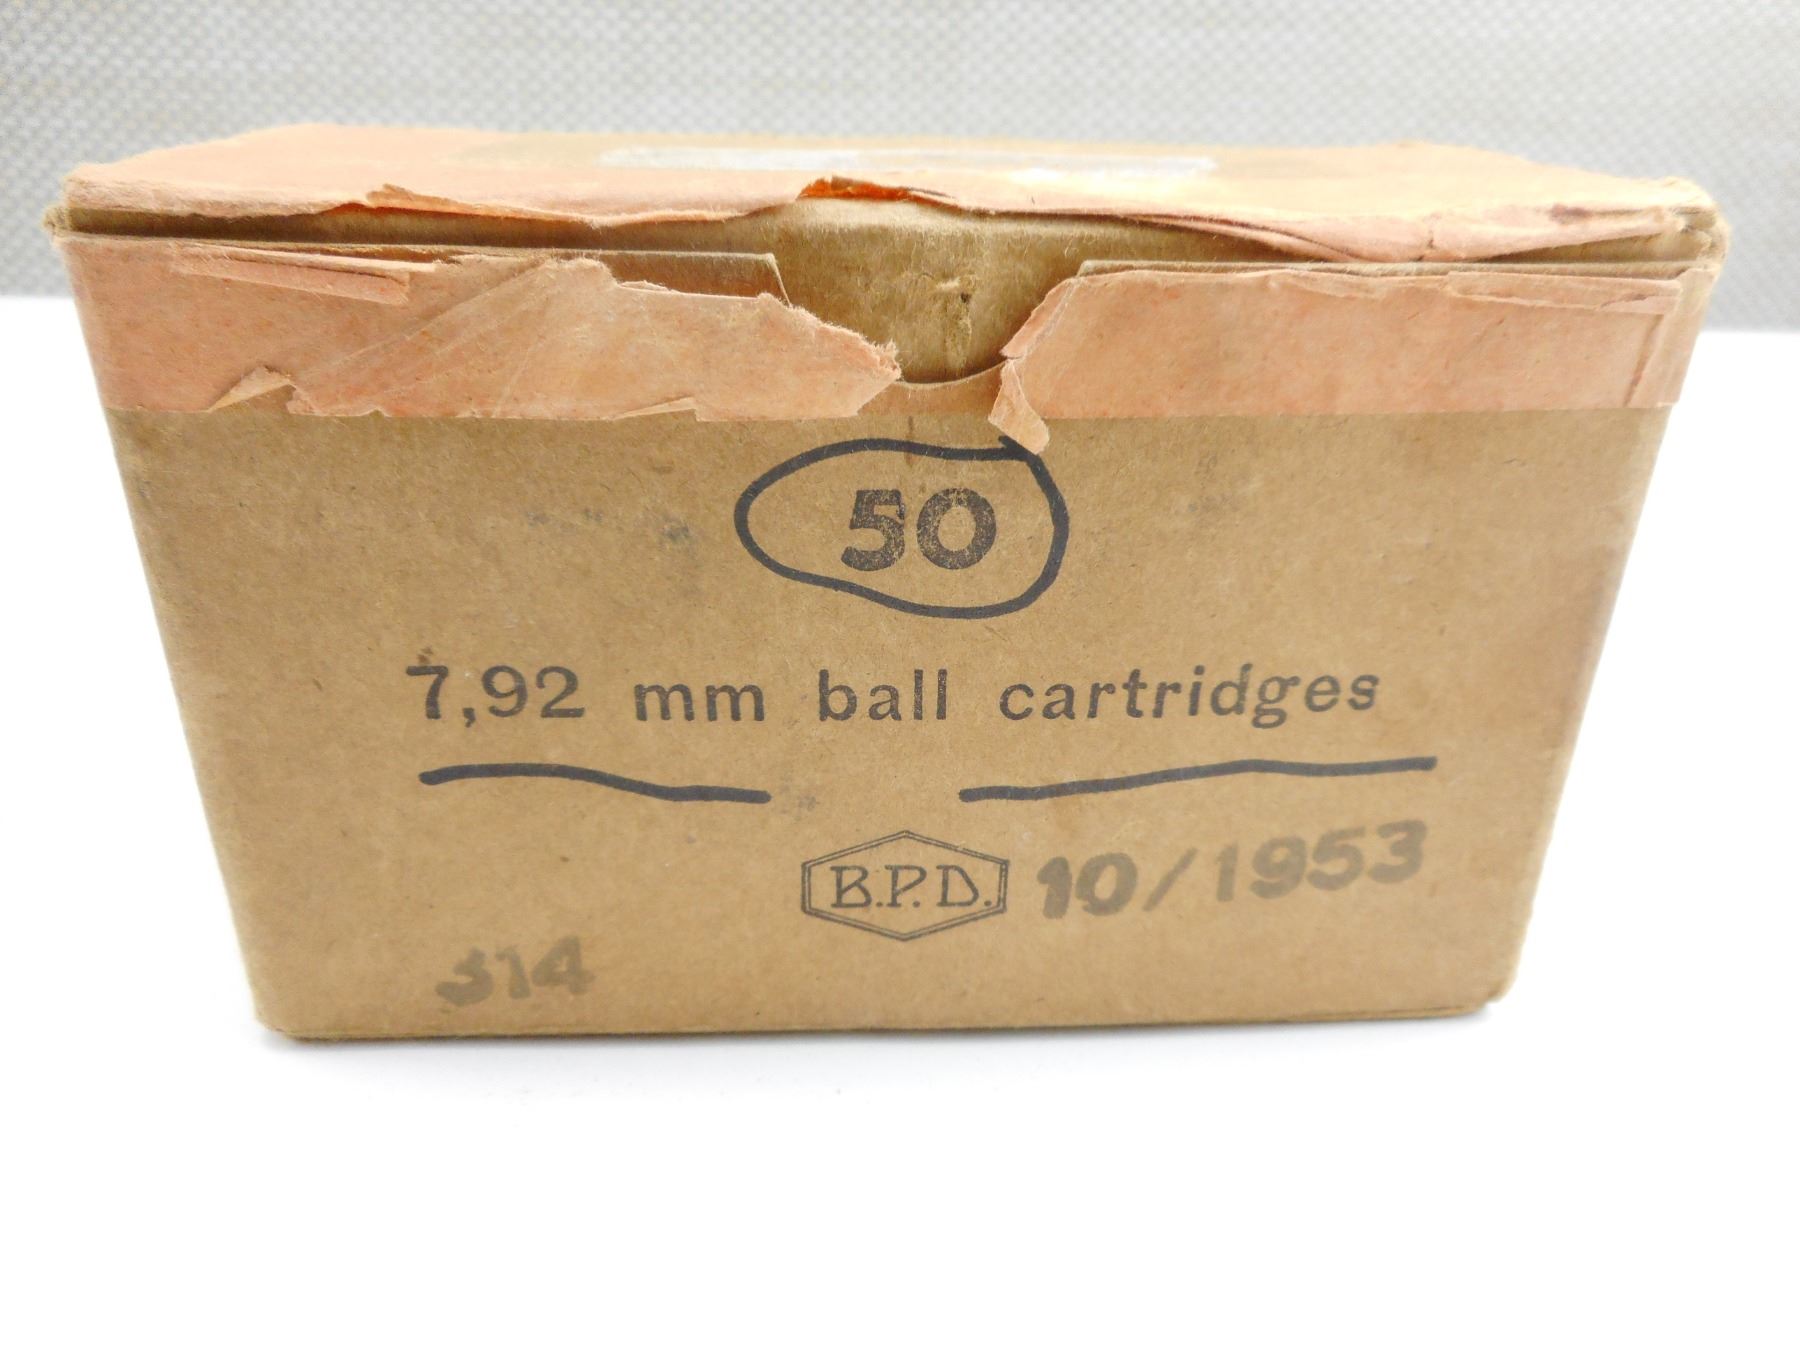 50
7,92 mm ball cartridges
B.P.D. 10/1953
314